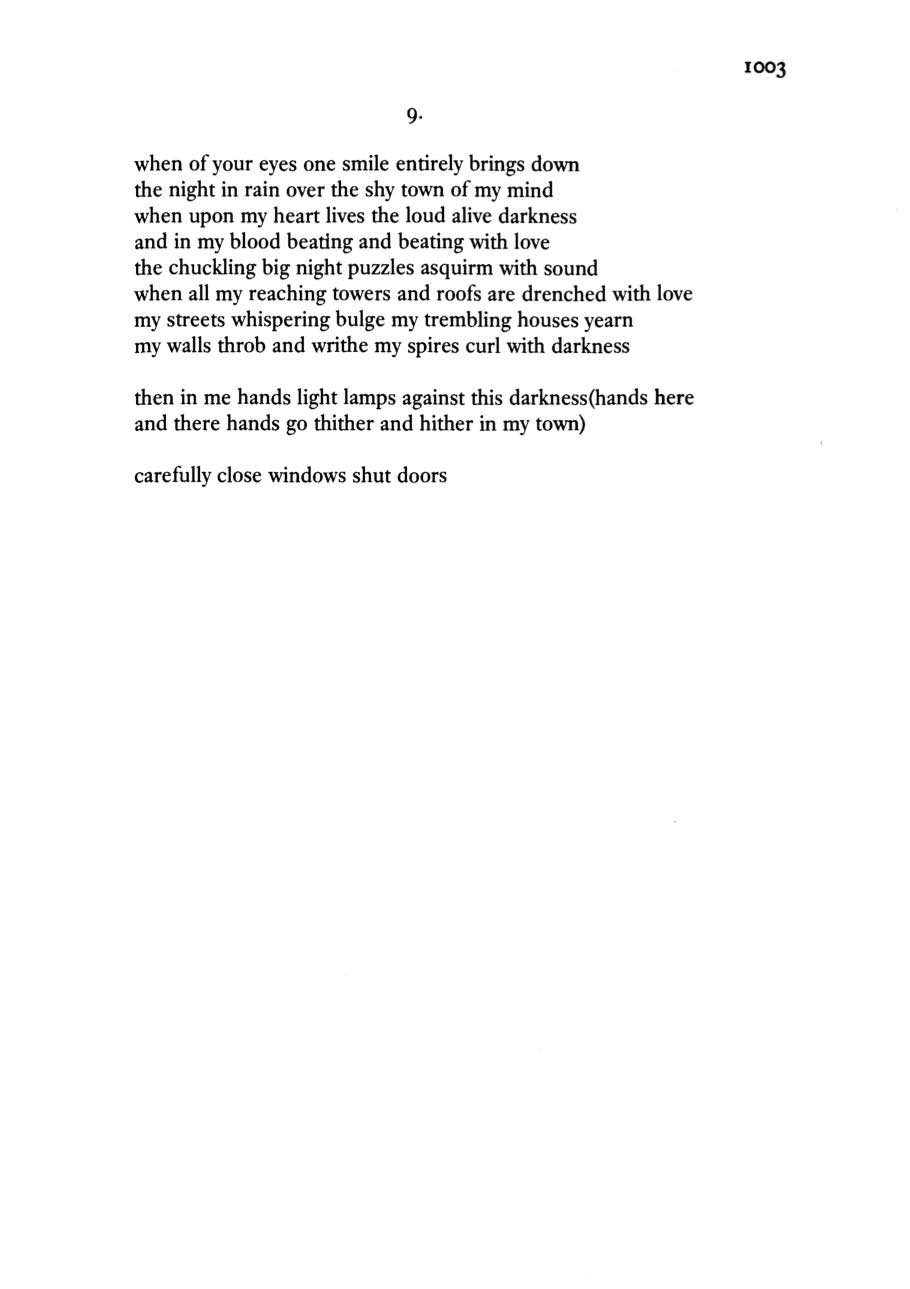 1003
9.
when of your eyes one smile entirely brings down
the night in rain over the shy town of my mind
when upon my heart lives the loud alive darkness
and in my blood beating and beating with love
the chuckling big night puzzles asquirm with sound
when all my reaching towers and roofs are drenched with love
my streets whispering bulge my trembling houses yearn
my walls throb and writhe my spires curl with darkness
then in me hands light lamps against this darkness(hands here
and there hands go thither and hither in my town)
carefully close windows shut doors